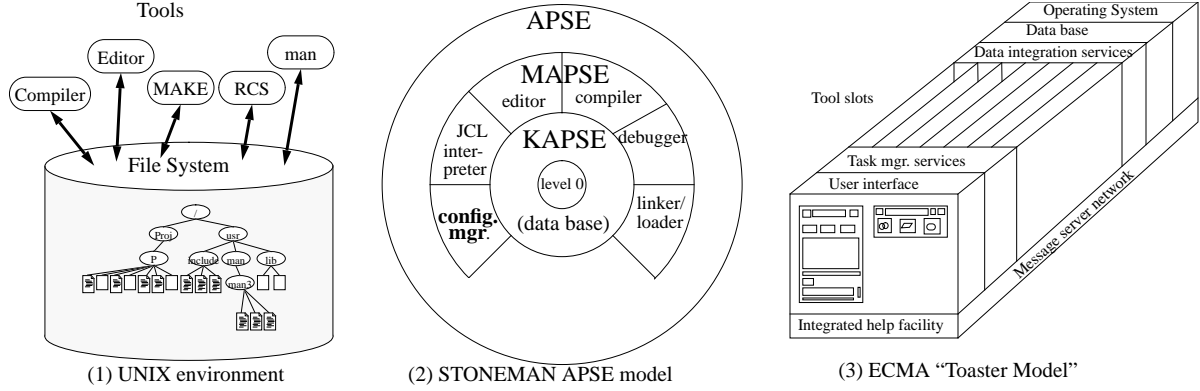 Tools
Compiler
Editor
MAKE
RCS
man
File System
/
Proj
usr
P
include
man
lib
man3
(1) UNIX environment
APSE
MAPSE
editor
compiler
JCL
inter-
preter
KAPSE
debugger
level 0
config.
mgr.
(data base)
linker/
loader
(2) STONEMAN APSE model
Operating System
Data base
Data integration services
Tool slots
Task mgr. services
User interface
Message server network
Integrated help facility
(3) ECMA “Toaster Model”